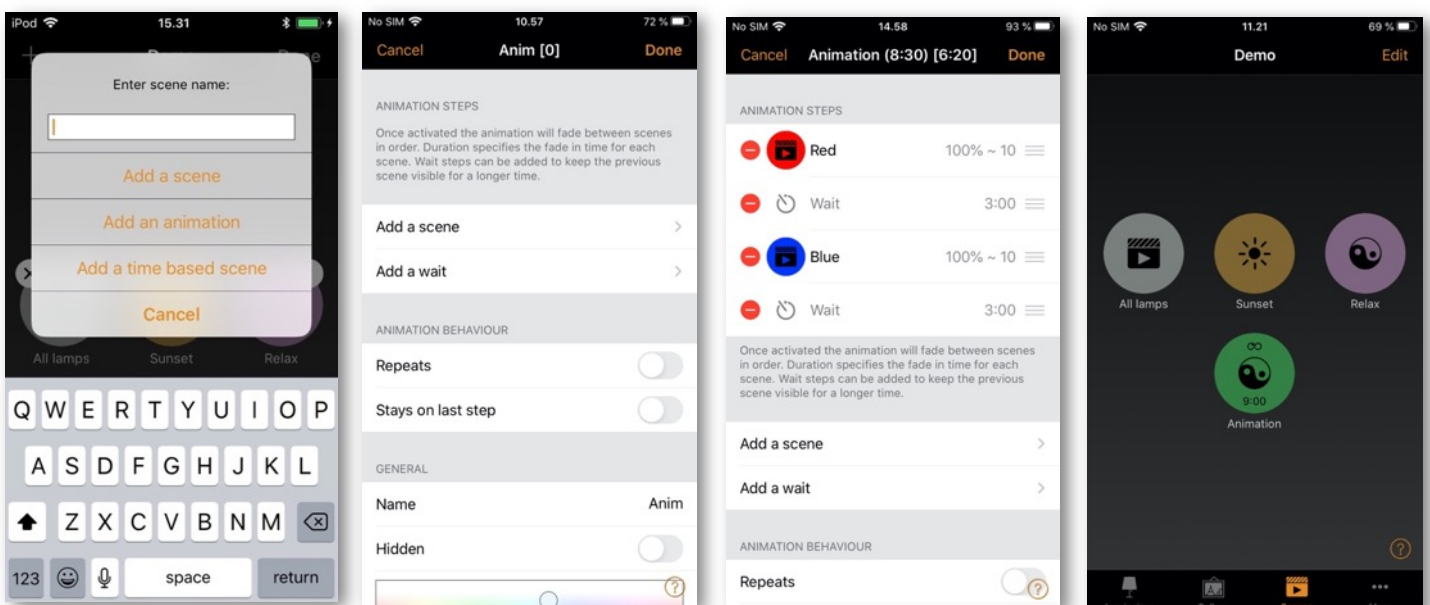 iPod 15.31
Enter scene name:
Add a scene
Add an animation
Add a time based scene
Cancel
All lamps Sunset Relax
Q W E R T Y U I O P
A S D F G H J K L
Z X C V B N M
123 space return
No SIM 10.57 72 %
Cancel Anim [0] Done
ANIMATION STEPS
Once activated the animation will fade between scenes
in order. Duration specifies the fade in time for each
scene. Wait steps can be added to keep the previous
scene visible for a longer time.
Add a scene
Add a wait
ANIMATION BEHAVIOUR
Repeats
Stays on last step
GENERAL
Name Anim
Hidden
?
No SIM 14.58 93 %
Cancel Animation (8:30) [6:20] Done
ANIMATION STEPS
Red 100% ~ 10
Wait 3:00
Blue 100% ~ 10
Wait 3:00
Once activated the animation will fade between scenes
in order. Duration specifies the fade in time for each
scene. Wait steps can be added to keep the previous
scene visible for a longer time.
Add a scene
Add a wait
ANIMATION BEHAVIOUR
Repeats
?
No SIM 11.21 69 %
Demo Edit
All lamps Sunset Relax
∞
9:00
Animation
?